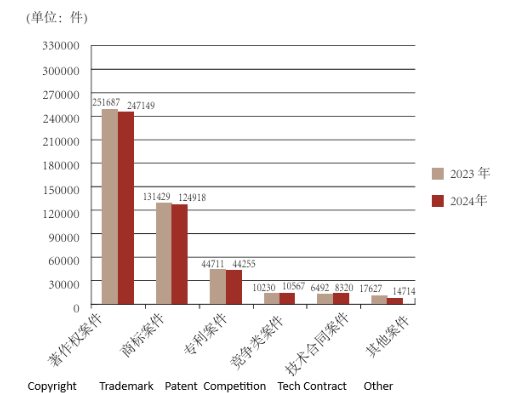 (单位：件)
330000
300000
270000
240000
210000
180000
150000
120000
90000
60000
30000
0
251687 247149
131429 124918
44711 44255
10230 10567
6492 8320
17627 14714
2023 年
2024年
著作权案件
商标案件
专利案件
竞争类案件
技术合同案件
其他案件
Copyright Trademark Patent Competition Tech Contract Other